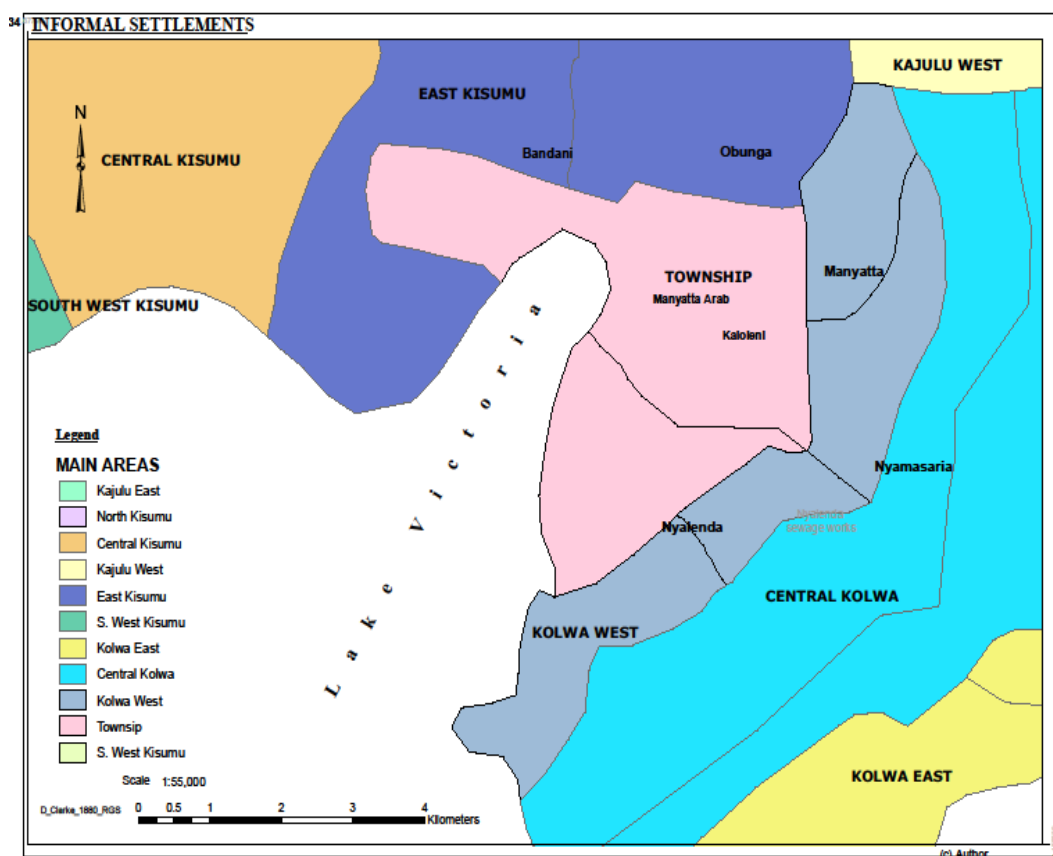 34
INFORMAL SETTLEMENTS
KAJULU WEST
EAST KISUMU
N
CENTRAL KISUMU
Bandani
Obunga
TOWNSHIP
Manyatta
SOUTH WEST KISUMU
Manyatta Arab
Kaloleni
Lake Victoria
Nyamasaria
Nyalenda
sewage works
Nyalenda
CENTRAL KOLWA
KOLWA WEST
KOLWA EAST
Legend
MAIN AREAS
Kajulu East
North Kisumu
Central Kisumu
Kajulu West
East Kisumu
S. West Kisumu
Kolwa East
Central Kolwa
Kolwa West
Townsip
S. West Kisumu
Scale 1:55,000
D_Clarke_1880_RGS
0 0.5 1 2 3 4
Kilometers
(c) Author